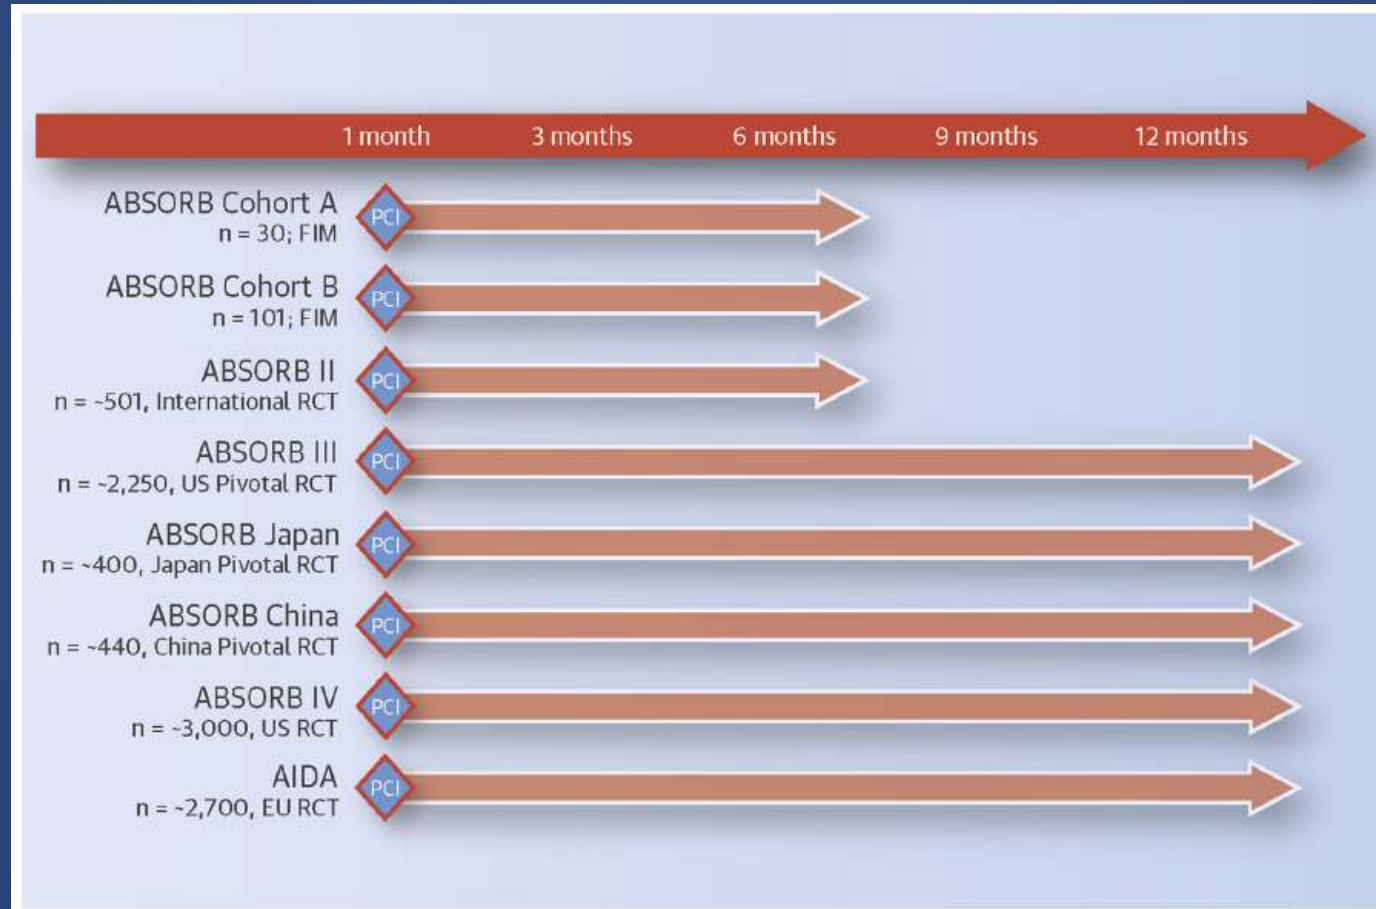 1 month 3 months 6 months 9 months 12 months
ABSORB Cohort A
n = 30; FIM
PCI
ABSORB Cohort B
n = 101; FIM
PCI
ABSORB II
n = ~501, International RCT
PCI
ABSORB III
n = ~2,250, US Pivotal RCT
PCI
ABSORB Japan
n = ~400, Japan Pivotal RCT
PCI
ABSORB China
n = ~440, China Pivotal RCT
PCI
ABSORB IV
n = ~3,000, US RCT
PCI
AIDA
n = ~2,700, EU RCT
PCI